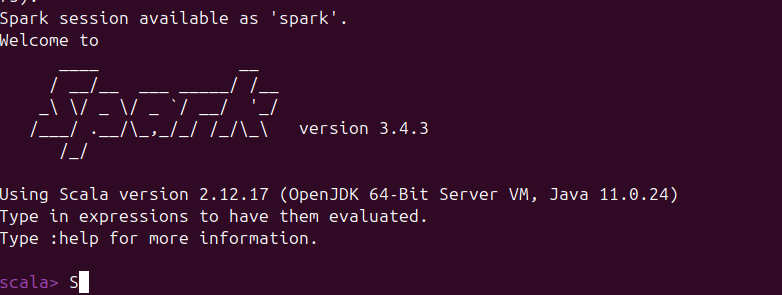 rs).
Spark session available as 'spark'.
Welcome to
      ____              __
     / __/__  ___ _____/ /__
    _\ \/ _ \/ _ `/ __/  '_/
   /___/ .__/\_,_/_/ /_/\_\   version 3.4.3
      /_/

Using Scala version 2.12.17 (OpenJDK 64-Bit Server VM, Java 11.0.24)
Type in expressions to have them evaluated.
Type :help for more information.

scala> S